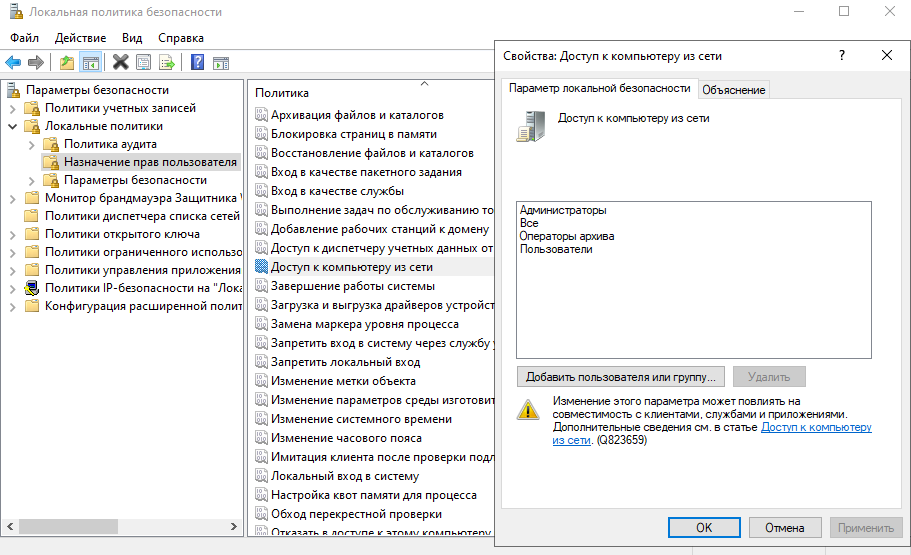 Локальная политика безопасности
Файл Действие Вид Справка
Параметры безопасности
Политики учетных записей
Локальные политики
Политика аудита
Назначение прав пользователя
Параметры безопасности
Монитор брандмауэра Защитника
Политики диспетчера списка сетей
Политики открытого ключа
Политики ограниченного использо
Политики управления приложения
Политики IP-безопасности на "Лока
Конфигурация расширенной полит
Политика
Архивация файлов и каталогов
Блокировка страниц в памяти
Восстановление файлов и каталогов
Вход в качестве пакетного задания
Вход в качестве службы
Выполнение задач по обслуживанию то
Добавление рабочих станций к домену
Доступ к диспетчеру учетных данных от
Доступ к компьютеру из сети
Завершение работы системы
Загрузка и выгрузка драйверов устройст
Замена маркера уровня процесса
Запретить вход в систему через службу
Запретить локальный вход
Изменение метки объекта
Изменение параметров среды изготовит
Изменение системного времени
Изменение часового пояса
Имитация клиента после проверки подл
Локальный вход в систему
Настройка квот памяти для процесса
Обход перекрестной проверки
Отказать в доступе к этому компьютеру
Свойства: Доступ к компьютеру из сети ?
Параметр локальной безопасности Объяснение
Доступ к компьютеру из сети
Администраторы
Все
Операторы архива
Пользователи
Добавить пользователя или группу... Удалить
Изменение этого параметра может повлиять на
совместимость с клиентами, службами и приложениями.
Дополнительные сведения см. в статье Доступ к компьютеру
из сети. (Q823659)
OK Отмена Применить